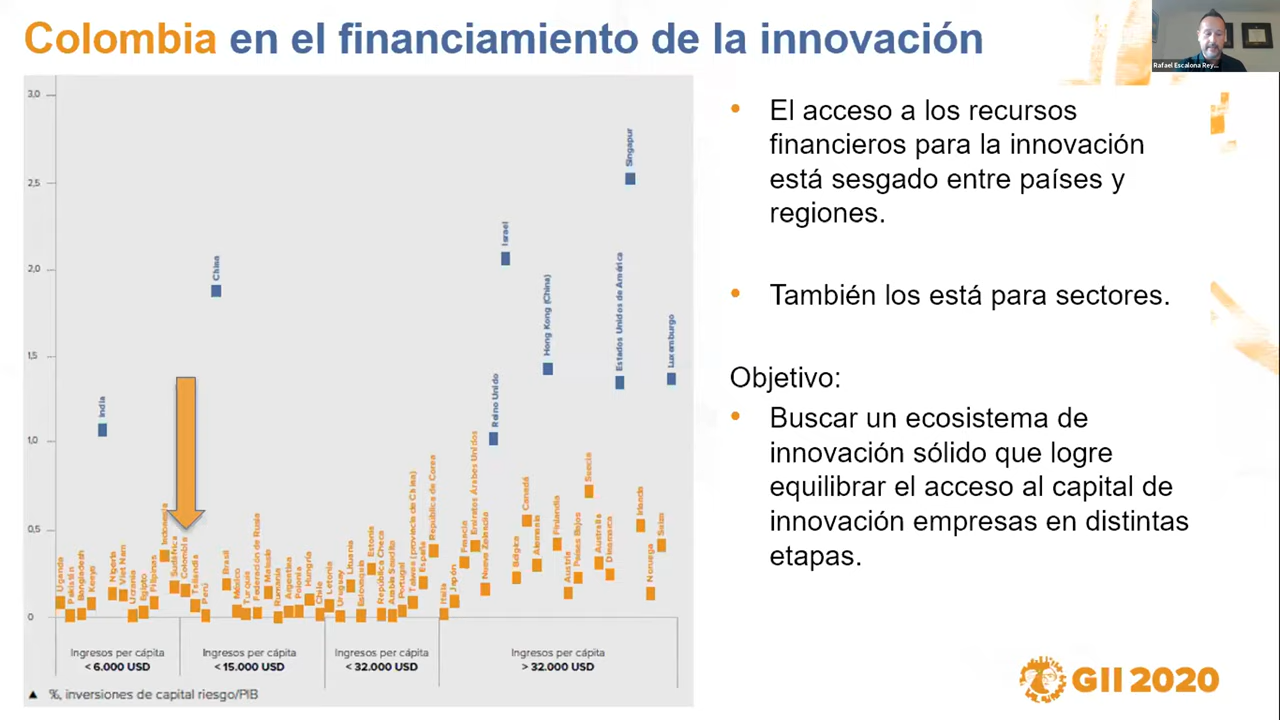 Colombia en el financiamiento de la innovación
Rafael Escalona Rey...
3,0
2,5
2,0
1,5
1,0
0,5
0
Uganda
Pakistán
Bangladesh
Kenya
India
Nigeria
Viet Nam
Ucrania
Egipto
Filipinas
Indonesia
Sudáfrica
Colombia
Tailandia
Perú
China
Brasil
México
Turquía
Federación de Rusia
Malasia
Rumania
Argentina
Polonia
Hungría
Chile
Letonia
Uruguay
Lituania
Eslovaquia
Estonia
República Checa
Arabia Saudita
Portugal
Taiwan (provincia de China)
España
República de Corea
Italia
Japón
Francia
Emiratos Árabes Unidos
Nueva Zelandia
Reino Unido
Israel
Bélgica
Canadá
Alemania
Hong Kong (China)
Finlandia
Austria
Países Bajos
Suecia
Australia
Dinamarca
Estados Unidos de América
Singapur
Irlanda
Noruega
Suiza
Luxemburgo
Ingresos per cápita
< 6.000 USD
Ingresos per cápita
< 15.000 USD
Ingresos per cápita
< 32.000 USD
Ingresos per cápita
> 32.000 USD
▲ %, inversiones de capital riesgo/PIB
• El acceso a los recursos
financieros para la innovación
está sesgado entre países y
regiones.
• También los está para sectores.
Objetivo:
• Buscar un ecosistema de
innovación sólido que logre
equilibrar el acceso al capital de
innovación empresas en distintas
etapas.
GII 2020